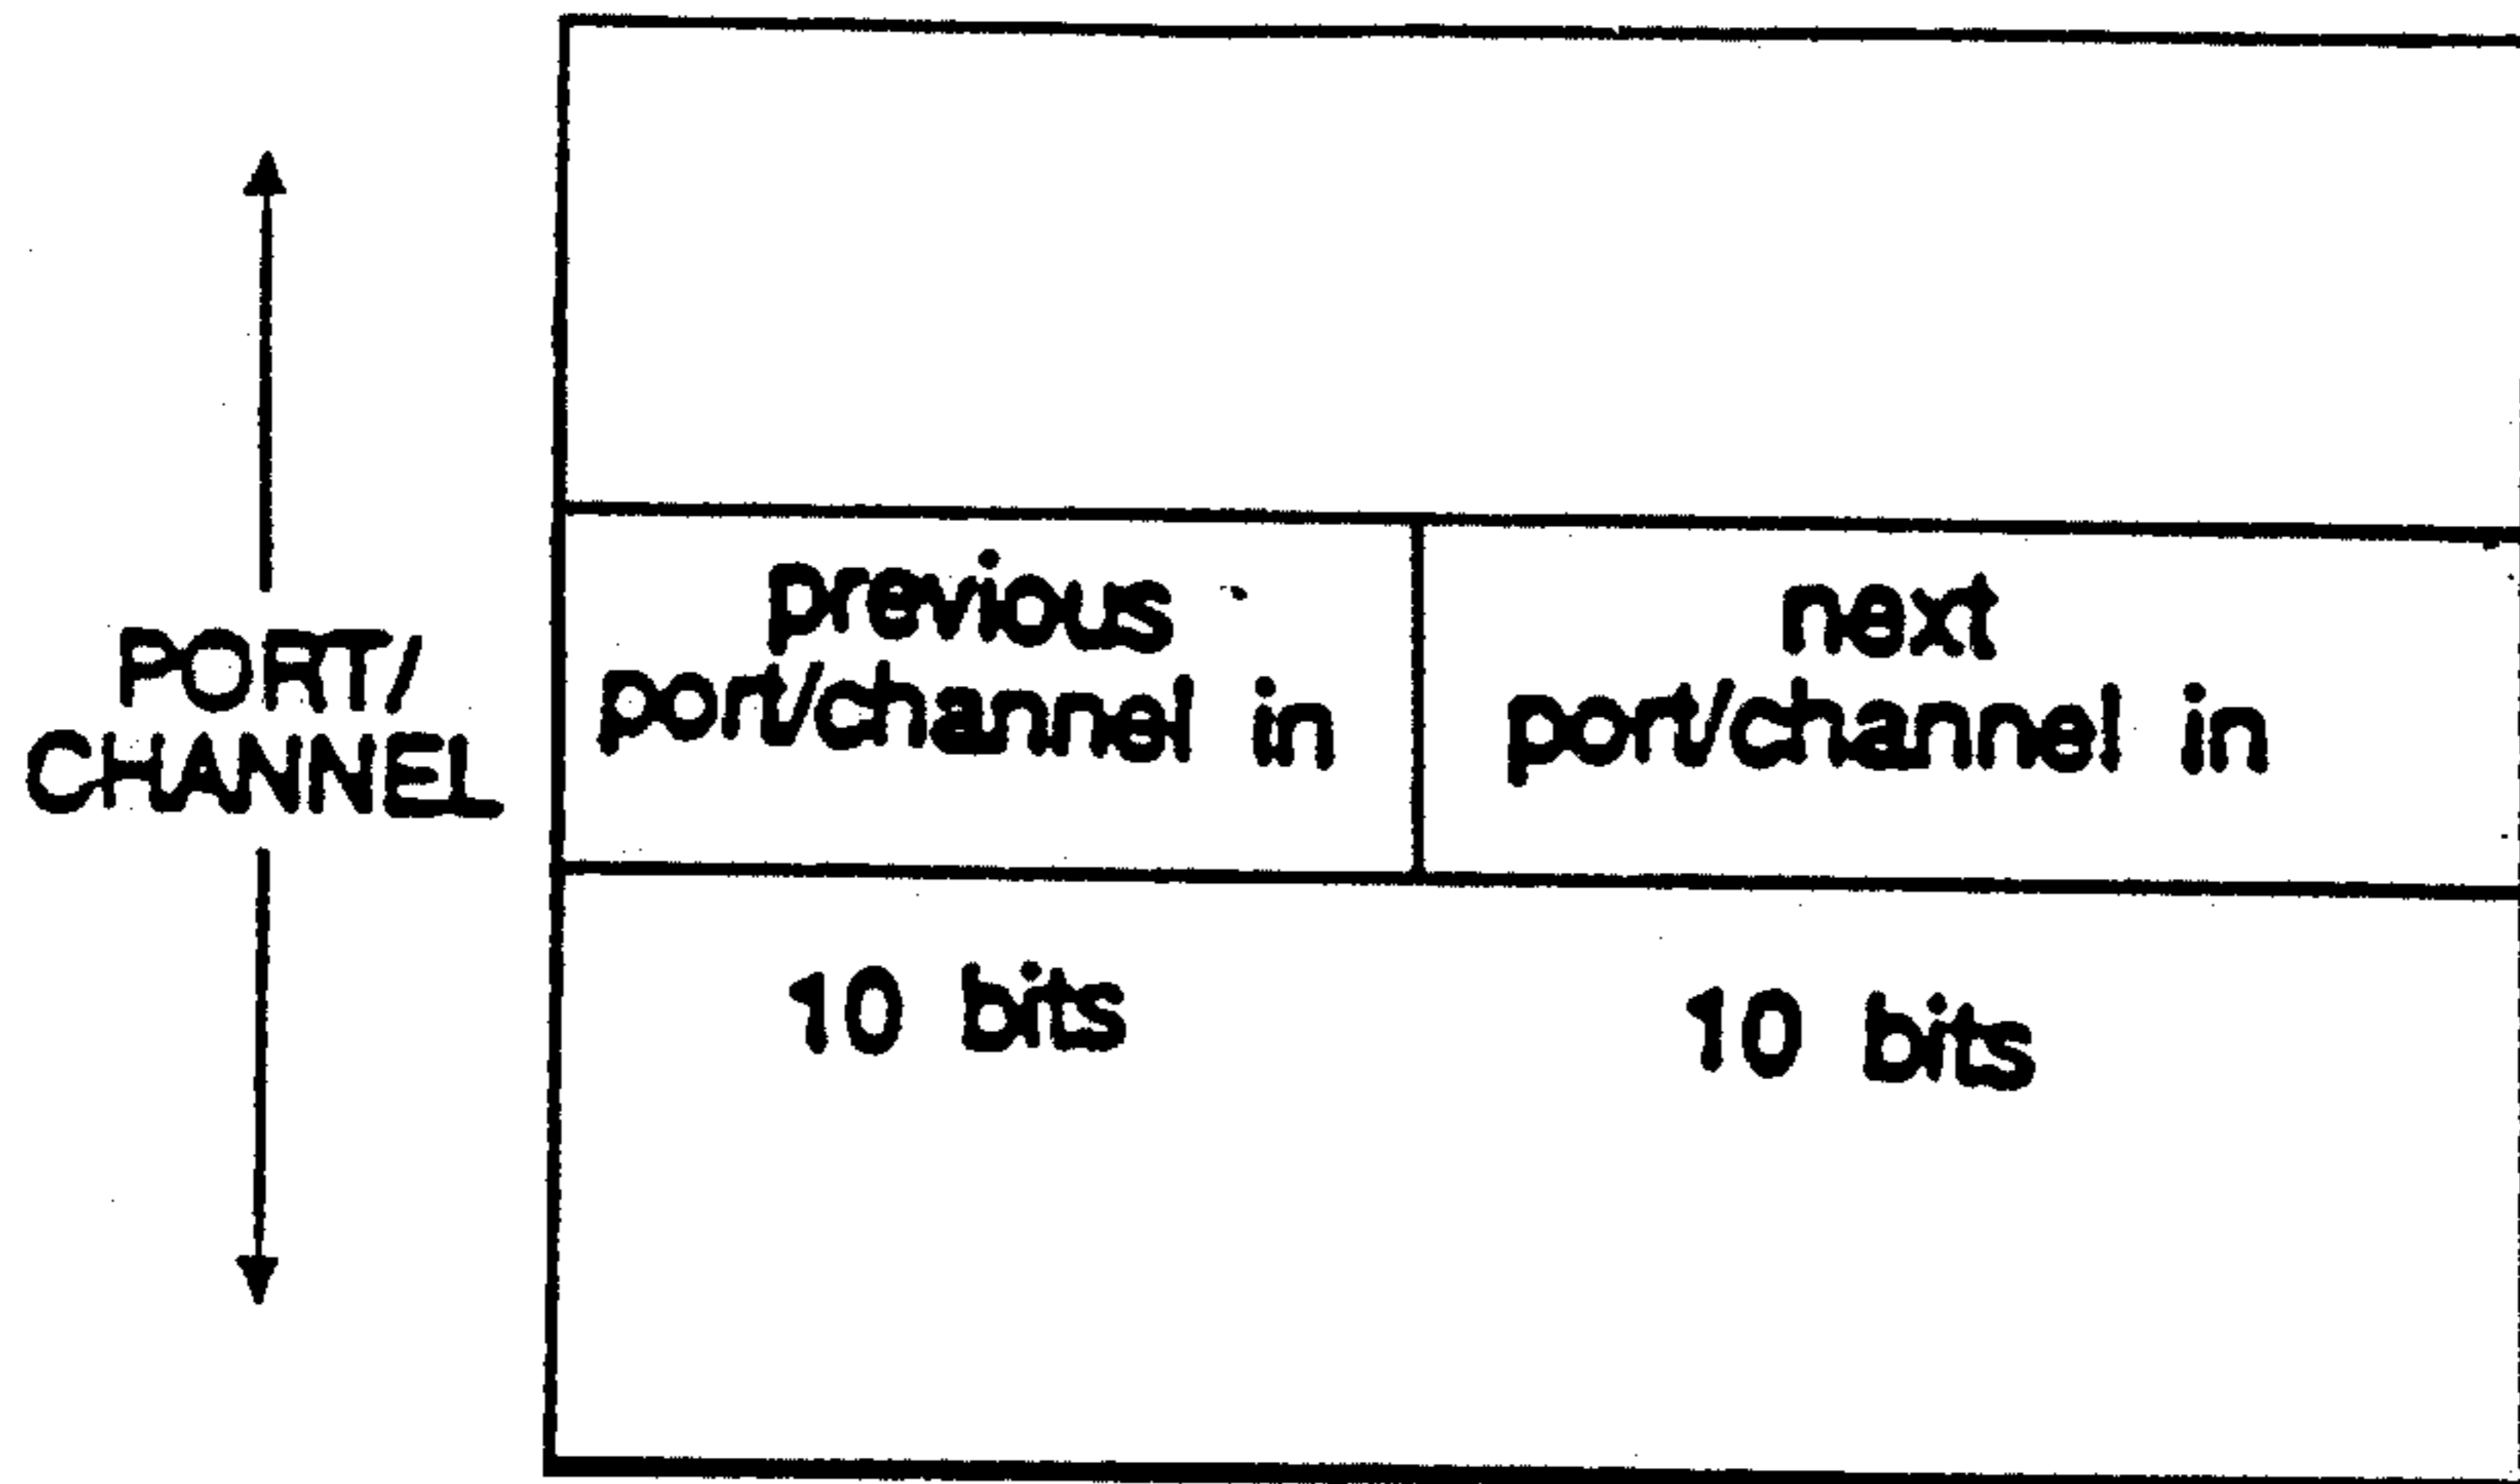 PORT/
CHANNEL
previous
port/channel in
next
port/channel in
10 bits
10 bits